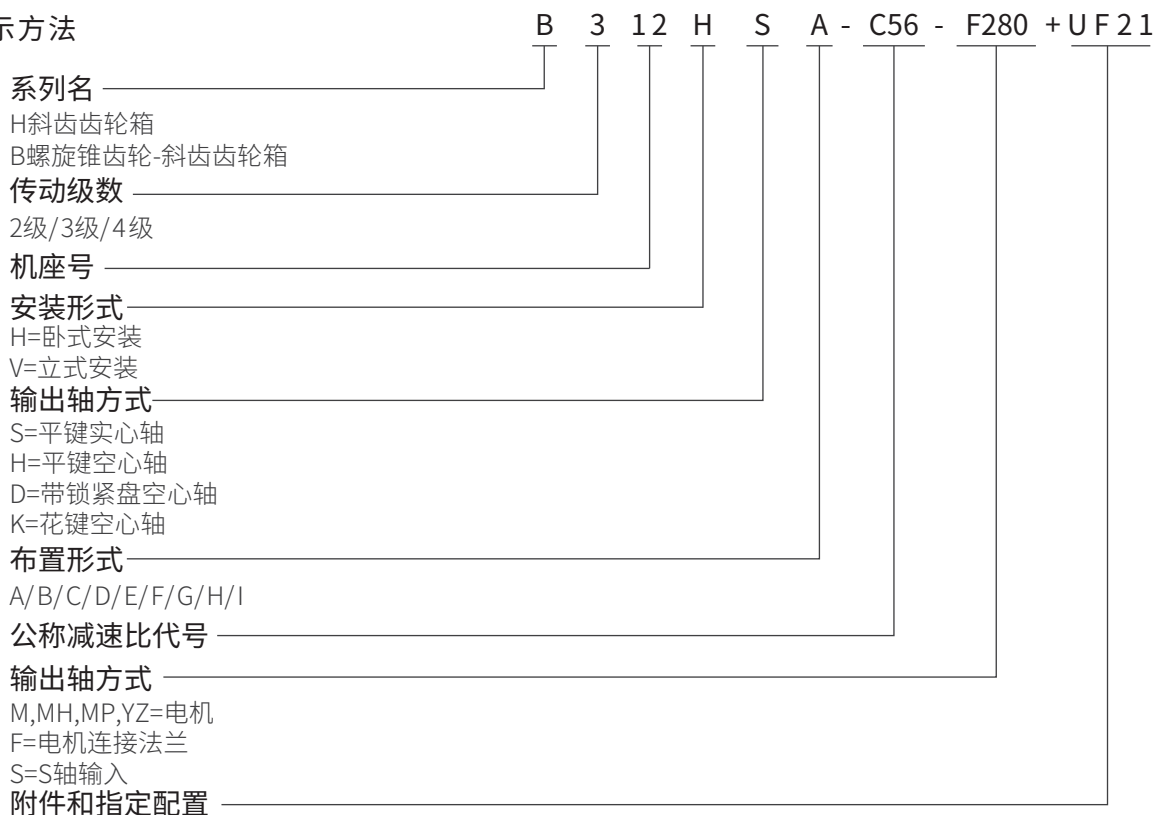 示方法
B 3 12 H S A - C56 - F280 + UF21
系列名
H斜齿齿轮箱
B螺旋锥齿轮-斜齿齿轮箱
传动级数
2级/3级/4级
机座号
安装形式
H=卧式安装
V=立式安装
输出轴方式
S=平键实心轴
H=平键空心轴
D=带锁紧盘空心轴
K=花键空心轴
布置形式
A/B/C/D/E/F/G/H/I
公称减速比代号
输出轴方式
M,MH,MP,YZ=电机
F=电机连接法兰
S=S轴输入
附件和指定配置